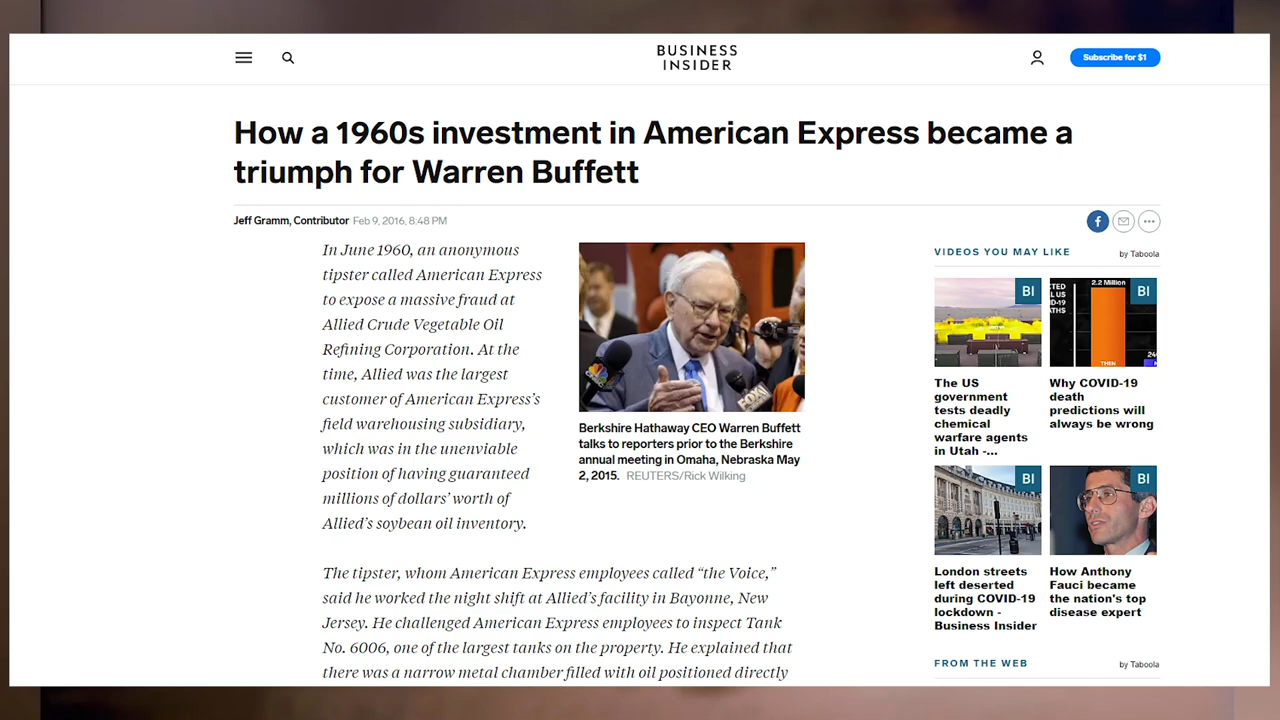 BUSINESS
INSIDER
Subscribe for $1
How a 1960s investment in American Express became a
triumph for Warren Buffett
Jeff Gramm, Contributor Feb 9, 2016, 8:48 PM
In June 1960, an anonymous
tipster called American Express
to expose a massive fraud at
Allied Crude Vegetable Oil
Refining Corporation. At the
time, Allied was the largest
customer of American Express’s
field warehousing subsidiary,
which was in the unenviable
position of having guaranteed
millions of dollars’ worth of
Allied’s soybean oil inventory.
FOX
Berkshire Hathaway CEO Warren Buffett
talks to reporters prior to the Berkshire
annual meeting in Omaha, Nebraska May
2, 2015. REUTERS/Rick Wilking
The tipster, whom American Express employees called “the Voice,”
said he worked the night shift at Allied’s facility in Bayonne, New
Jersey. He challenged American Express employees to inspect Tank
No. 6006, one of the largest tanks on the property. He explained that
there was a narrow metal chamber filled with oil positioned directly
VIDEOS YOU MAY LIKE
by Taboola
BI
The US
government
tests deadly
chemical
warfare agents
in Utah -...
CTED
L US
D-19
ATHS
2.2 Million
THEN
24
BI
Why COVID-19
death
predictions will
always be wrong
BI
London streets
left deserted
during COVID-19
lockdown -
Business Insider
BI
How Anthony
Fauci became
the nation's top
disease expert
FROM THE WEB
by Taboola